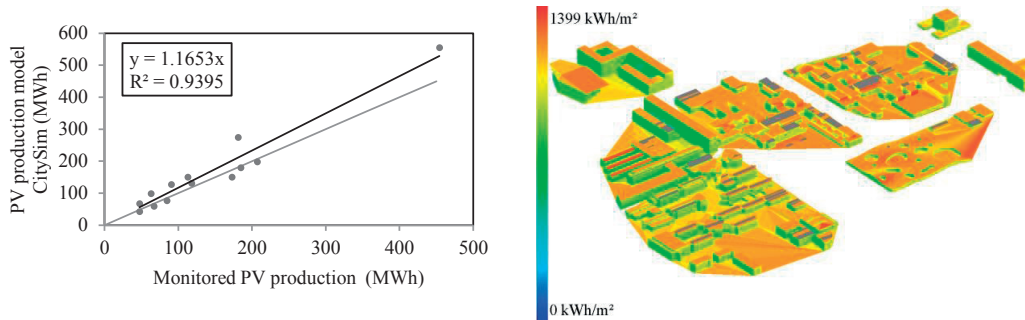 600
500
400
300
200
100
0
PV production model
CitySim (MWh)
y = 1.1653x
R² = 0.9395
0
100
200
300
400
500
Monitored PV production (MWh)
1399 kWh/m²
0 kWh/m²